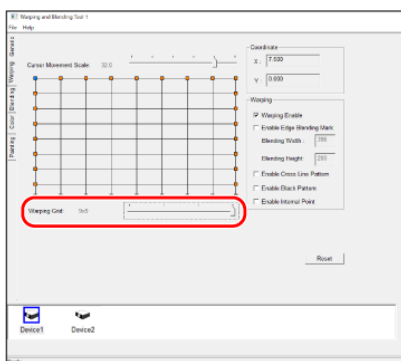 Warping and Blending Tool 1
File Help
General
Warping
Blending
Color
Painting
Cursor Movement Scale: 32.0
Coordinate
X : 7.000
Y : 0.000
Warping
Warping Enable
Enable Edge Blending Mark
Blending Width :
Blending Height
Enable Cross Line Pattern
Enable Black Pattern
Enable Internal Point
Warping Grid: 9x9
Reset
Device1 Device2